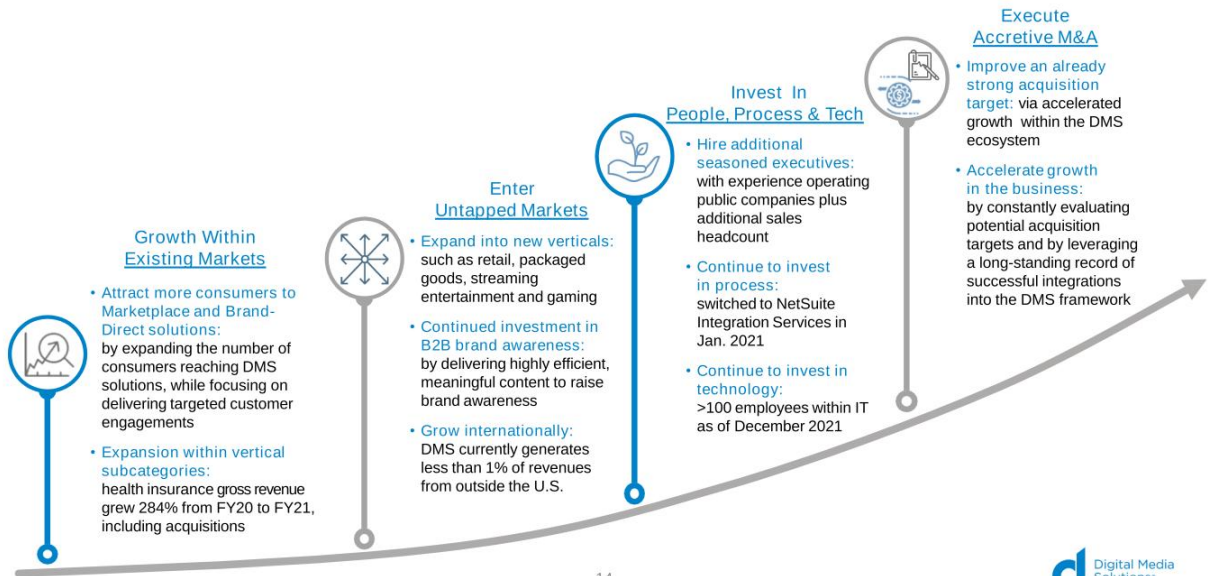 Growth Within
Existing Markets
• Attract more consumers to
Marketplace and Brand-
Direct solutions:
by expanding the number of
consumers reaching DMS
solutions, while focusing on
delivering targeted customer
engagements
• Expansion within vertical
subcategories:
health insurance gross revenue
grew 284% from FY20 to FY21,
including acquisitions
Enter
Untapped Markets
• Expand into new verticals:
such as retail, packaged
goods, streaming
entertainment and gaming
• Continued investment in
B2B brand awareness:
by delivering highly efficient,
meaningful content to raise
brand awareness
• Grow internationally:
DMS currently generates
less than 1% of revenues
from outside the U.S.
Invest In
People, Process & Tech
• Hire additional
seasoned executives:
with experience operating
public companies plus
additional sales
headcount
• Continue to invest
in process:
switched to NetSuite
Integration Services in
Jan. 2021
• Continue to invest in
technology:
>100 employees within IT
as of December 2021
Execute
Accretive M&A
• Improve an already
strong acquisition
target: via accelerated
growth within the DMS
ecosystem
• Accelerate growth
in the business:
by constantly evaluating
potential acquisition
targets and by leveraging
a long-standing record of
successful integrations
into the DMS framework
14
Digital Media
Solutions